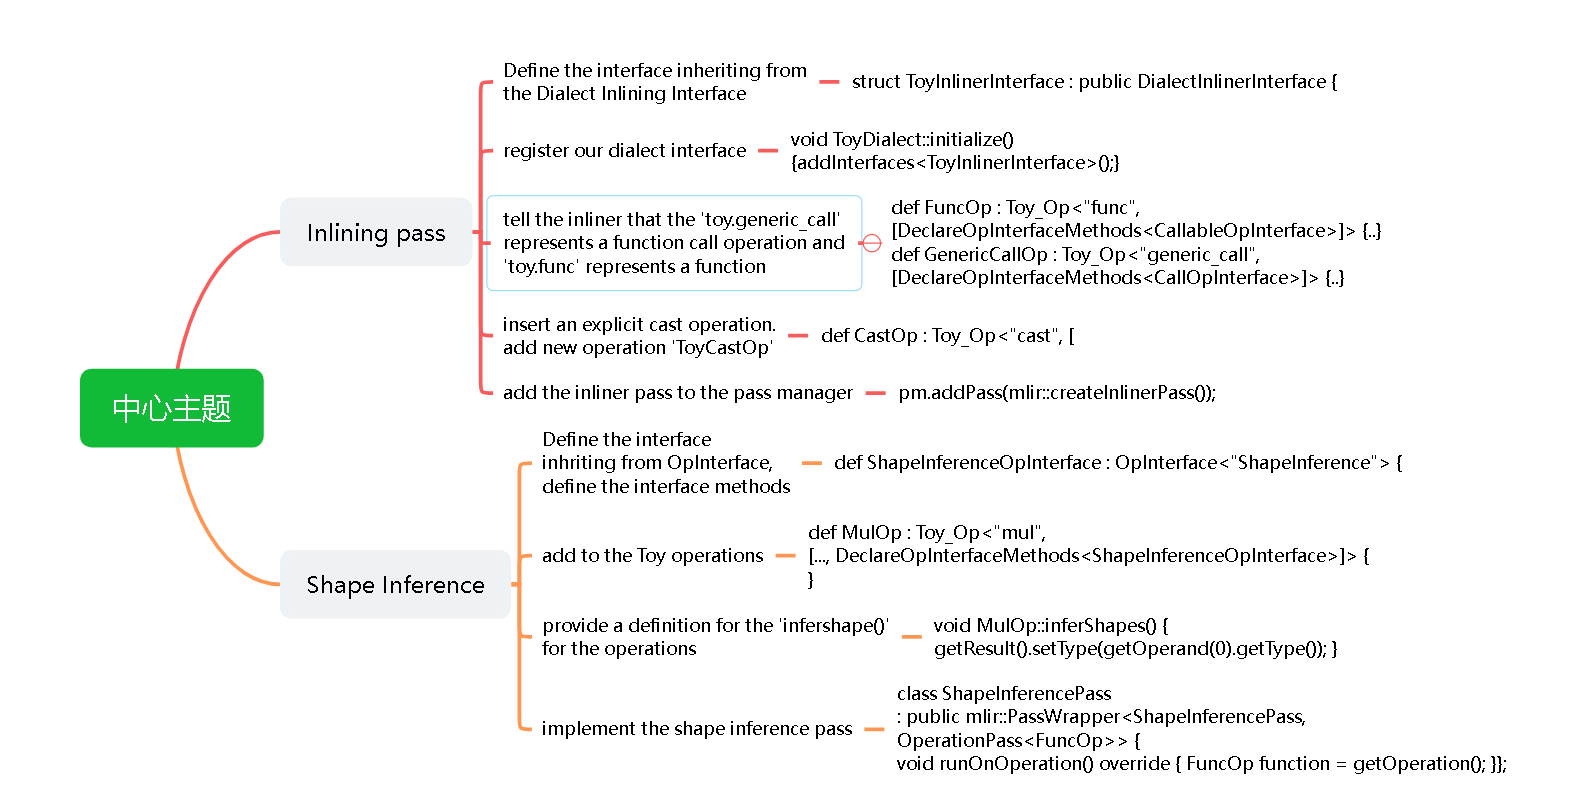 中心主题
Inlining pass
Define the interface inheriting from
the Dialect Inlining Interface
struct ToyInlinerInterface : public DialectInlinerInterface {
register our dialect interface
void ToyDialect::initialize()
{addInterfaces<ToyInlinerInterface>();}
tell the inliner that the 'toy.generic_call'
represents a function call operation and
'toy.func' represents a function
def FuncOp : Toy_Op<"func",
[DeclareOpInterfaceMethods<CallableOpInterface>]> {..}
def GenericCallOp : Toy_Op<"generic_call",
[DeclareOpInterfaceMethods<CallOpInterface>]> {..}
insert an explicit cast operation.
add new operation 'ToyCastOp'
def CastOp : Toy_Op<"cast", [
add the inliner pass to the pass manager
pm.addPass(mlir::createInlinerPass());
Shape Inference
Define the interface
inhriting from OpInterface,
define the interface methods
def ShapeInferenceOpInterface : OpInterface<"ShapeInference"> {
add to the Toy operations
def MulOp : Toy_Op<"mul",
[..., DeclareOpInterfaceMethods<ShapeInferenceOpInterface>]> {
}
provide a definition for the 'infershape()'
for the operations
void MulOp::inferShapes() {
getResult().setType(getOperand(0).getType()); }
implement the shape inference pass
class ShapeInferencePass
: public mlir::PassWrapper<ShapeInferencePass,
OperationPass<FuncOp>> {
void runOnOperation() override { FuncOp function = getOperation(); }};